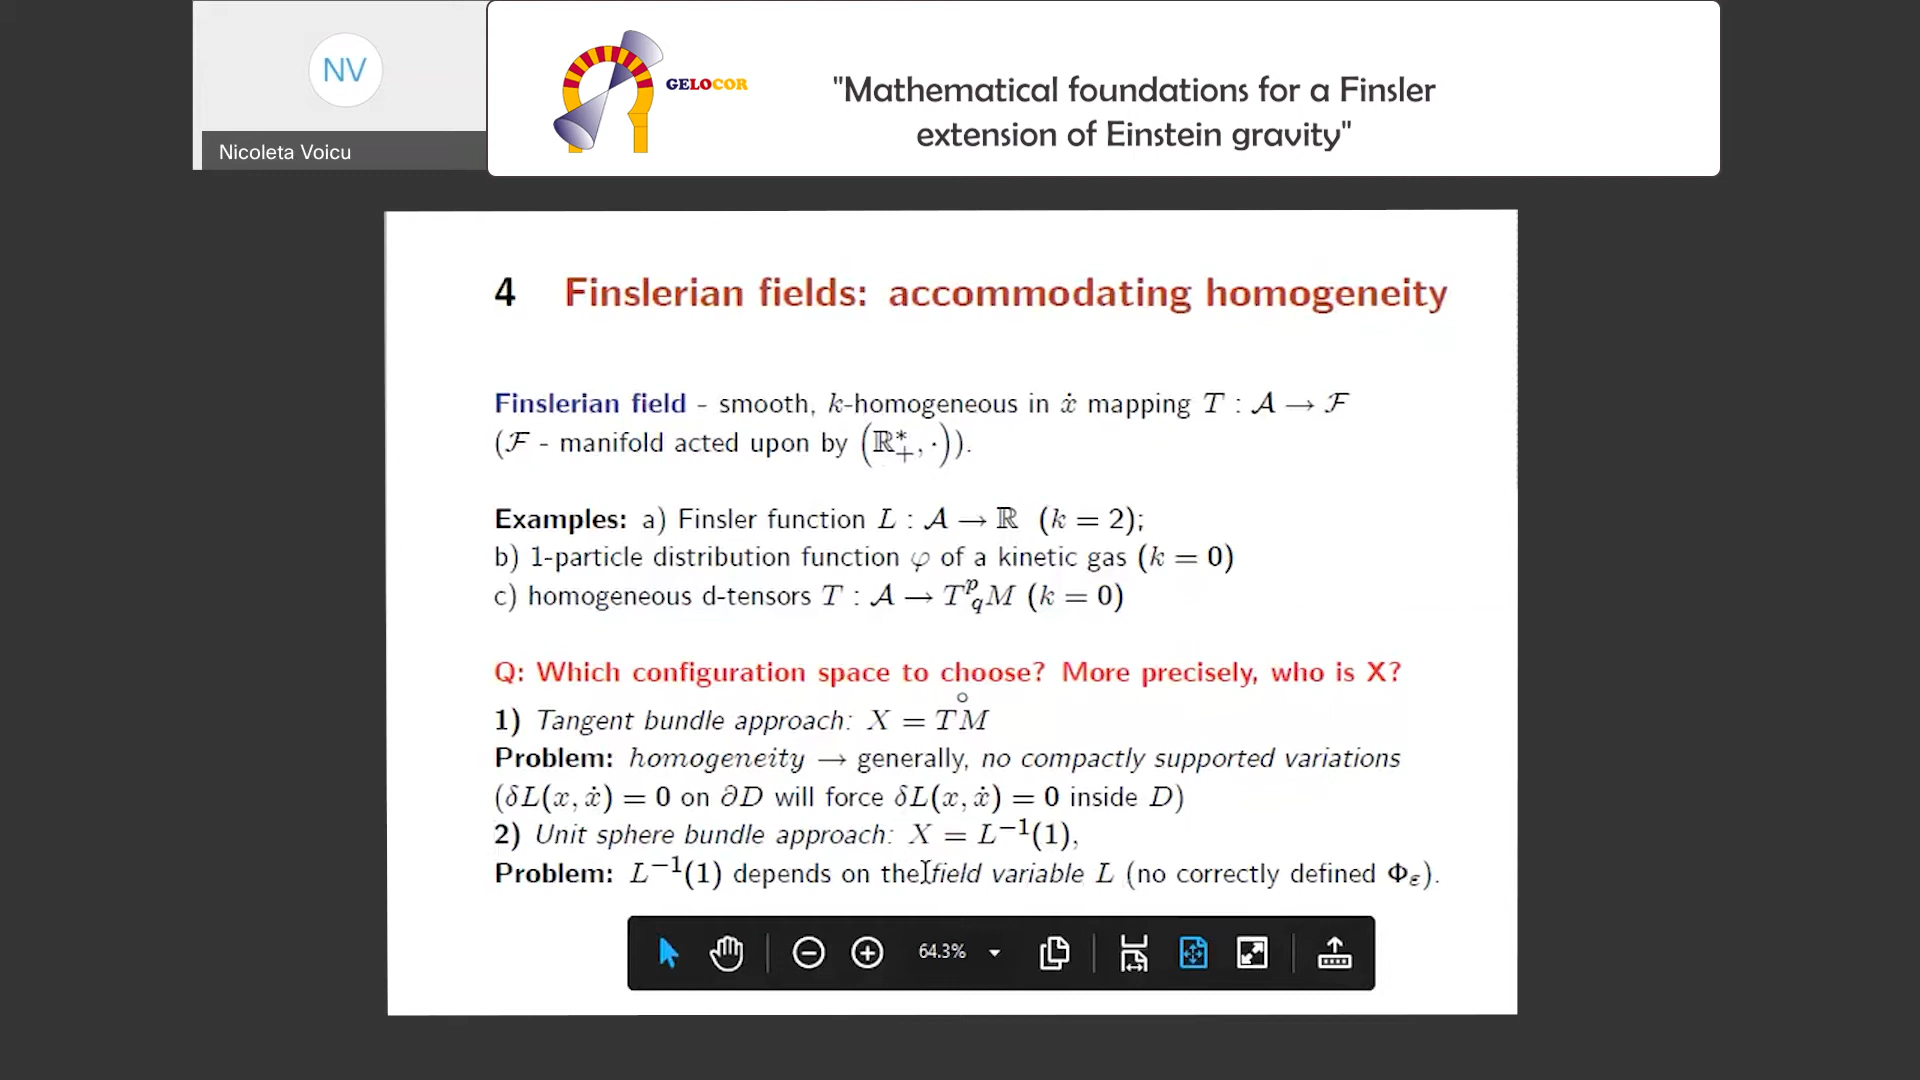 NV
Nicoleta Voicu
GELOCOR
"Mathematical foundations for a Finsler
extension of Einstein gravity"
4 Finslerian fields: accommodating homogeneity
Finslerian field - smooth, k-homogeneous in ẋ mapping T : 𝒜 → ℱ
(ℱ - manifold acted upon by (ℝ*₊, ·)).
Examples: a) Finsler function L : 𝒜 → ℝ (k = 2);
b) 1-particle distribution function φ of a kinetic gas (k = 0)
c) homogeneous d-tensors T : 𝒜 → T^p_q M (k = 0)
Q: Which configuration space to choose? More precisely, who is X?
1) Tangent bundle approach: X = TM̊
Problem: homogeneity → generally, no compactly supported variations
(δL(x, ẋ) = 0 on ∂D will force δL(x, ẋ) = 0 inside D)
2) Unit sphere bundle approach: X = L⁻¹(1),
Problem: L⁻¹(1) depends on the field variable L (no correctly defined Φ_ε).
64.3%